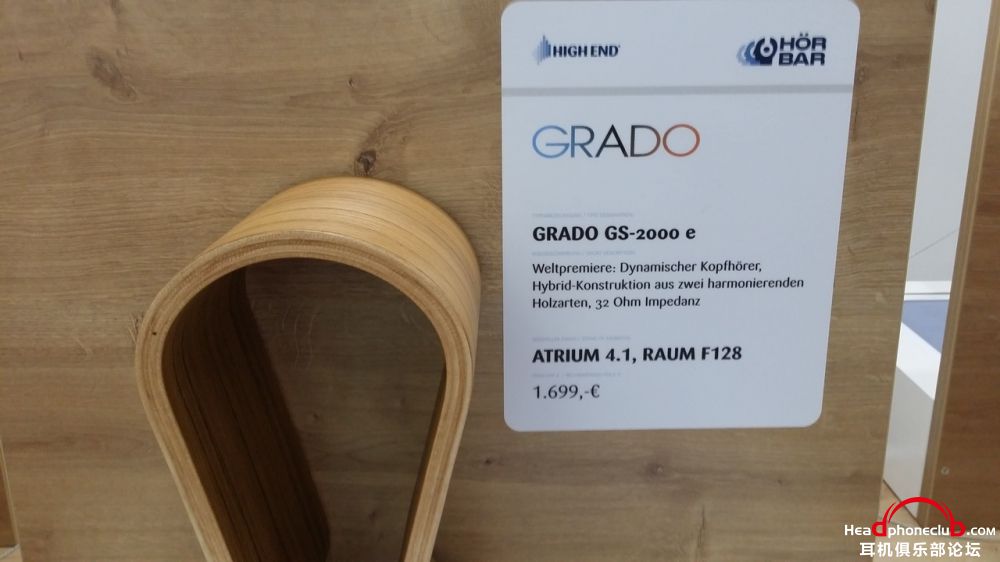 HIGH END
HÖR
BAR
GRADO
GRADO GS-2000 e
Weltpremiere: Dynamischer Kopfhörer,
Hybrid-Konstruktion aus zwei harmonierenden
Holzarten, 32 Ohm Impedanz
ATRIUM 4.1, RAUM F128
1.699,-€
Headphoneclub.COM
耳机俱乐部论坛